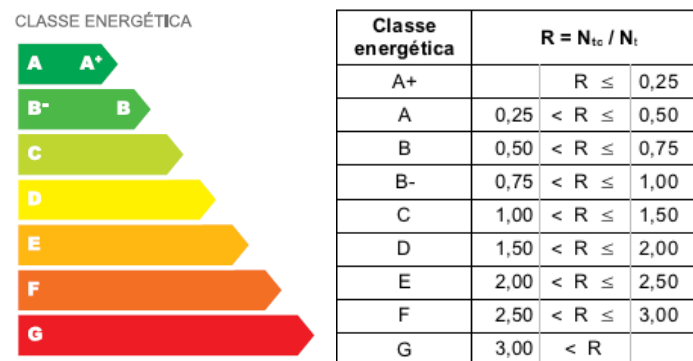 CLASSE ENERGÉTICA
A A+
B- B
C
D
E
F
G
Classe energética R = Ntc / Nt
A+ R ≤ 0,25
A 0,25 < R ≤ 0,50
B 0,50 < R ≤ 0,75
B- 0,75 < R ≤ 1,00
C 1,00 < R ≤ 1,50
D 1,50 < R ≤ 2,00
E 2,00 < R ≤ 2,50
F 2,50 < R ≤ 3,00
G 3,00 < R